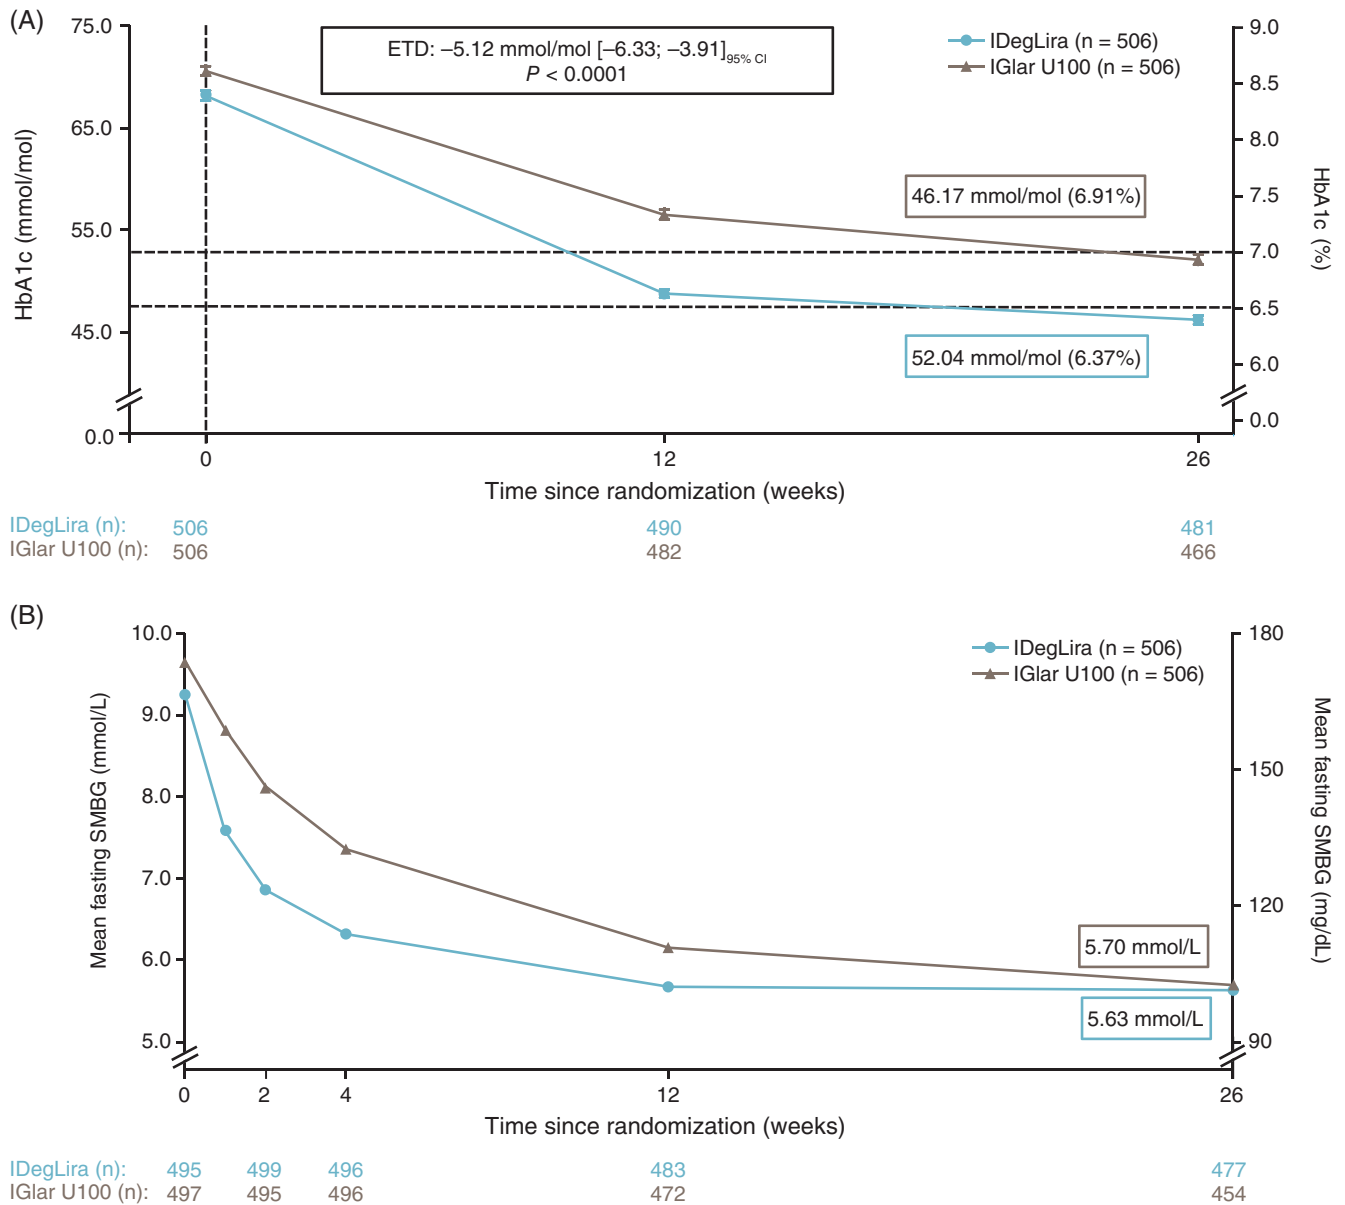 (A)
75.0
65.0
55.0
45.0
0.0
HbA1c (mmol/mol)
ETD: –5.12 mmol/mol [–6.33; –3.91]95% CI
P < 0.0001
IDegLira (n = 506)
IGlar U100 (n = 506)
46.17 mmol/mol (6.91%)
52.04 mmol/mol (6.37%)
9.0
8.5
8.0
7.5
7.0
6.5
6.0
0.0
HbA1c (%)
0 12 26
Time since randomization (weeks)
IDegLira (n): 506 490 481
IGlar U100 (n): 506 482 466
(B)
10.0
9.0
8.0
7.0
6.0
5.0
Mean fasting SMBG (mmol/L)
IDegLira (n = 506)
IGlar U100 (n = 506)
5.70 mmol/L
5.63 mmol/L
180
150
120
90
Mean fasting SMBG (mg/dL)
0 2 4 12 26
Time since randomization (weeks)
IDegLira (n): 495 499 496 483 477
IGlar U100 (n): 497 495 496 472 454